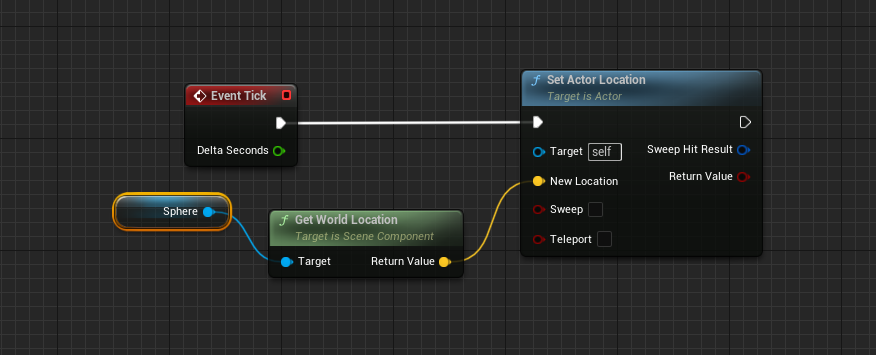 Event Tick
Delta Seconds
Sphere
f Get World Location
Target is Scene Component
Target
Return Value
f Set Actor Location
Target is Actor
Target self
Sweep Hit Result
New Location
Return Value
Sweep
Teleport